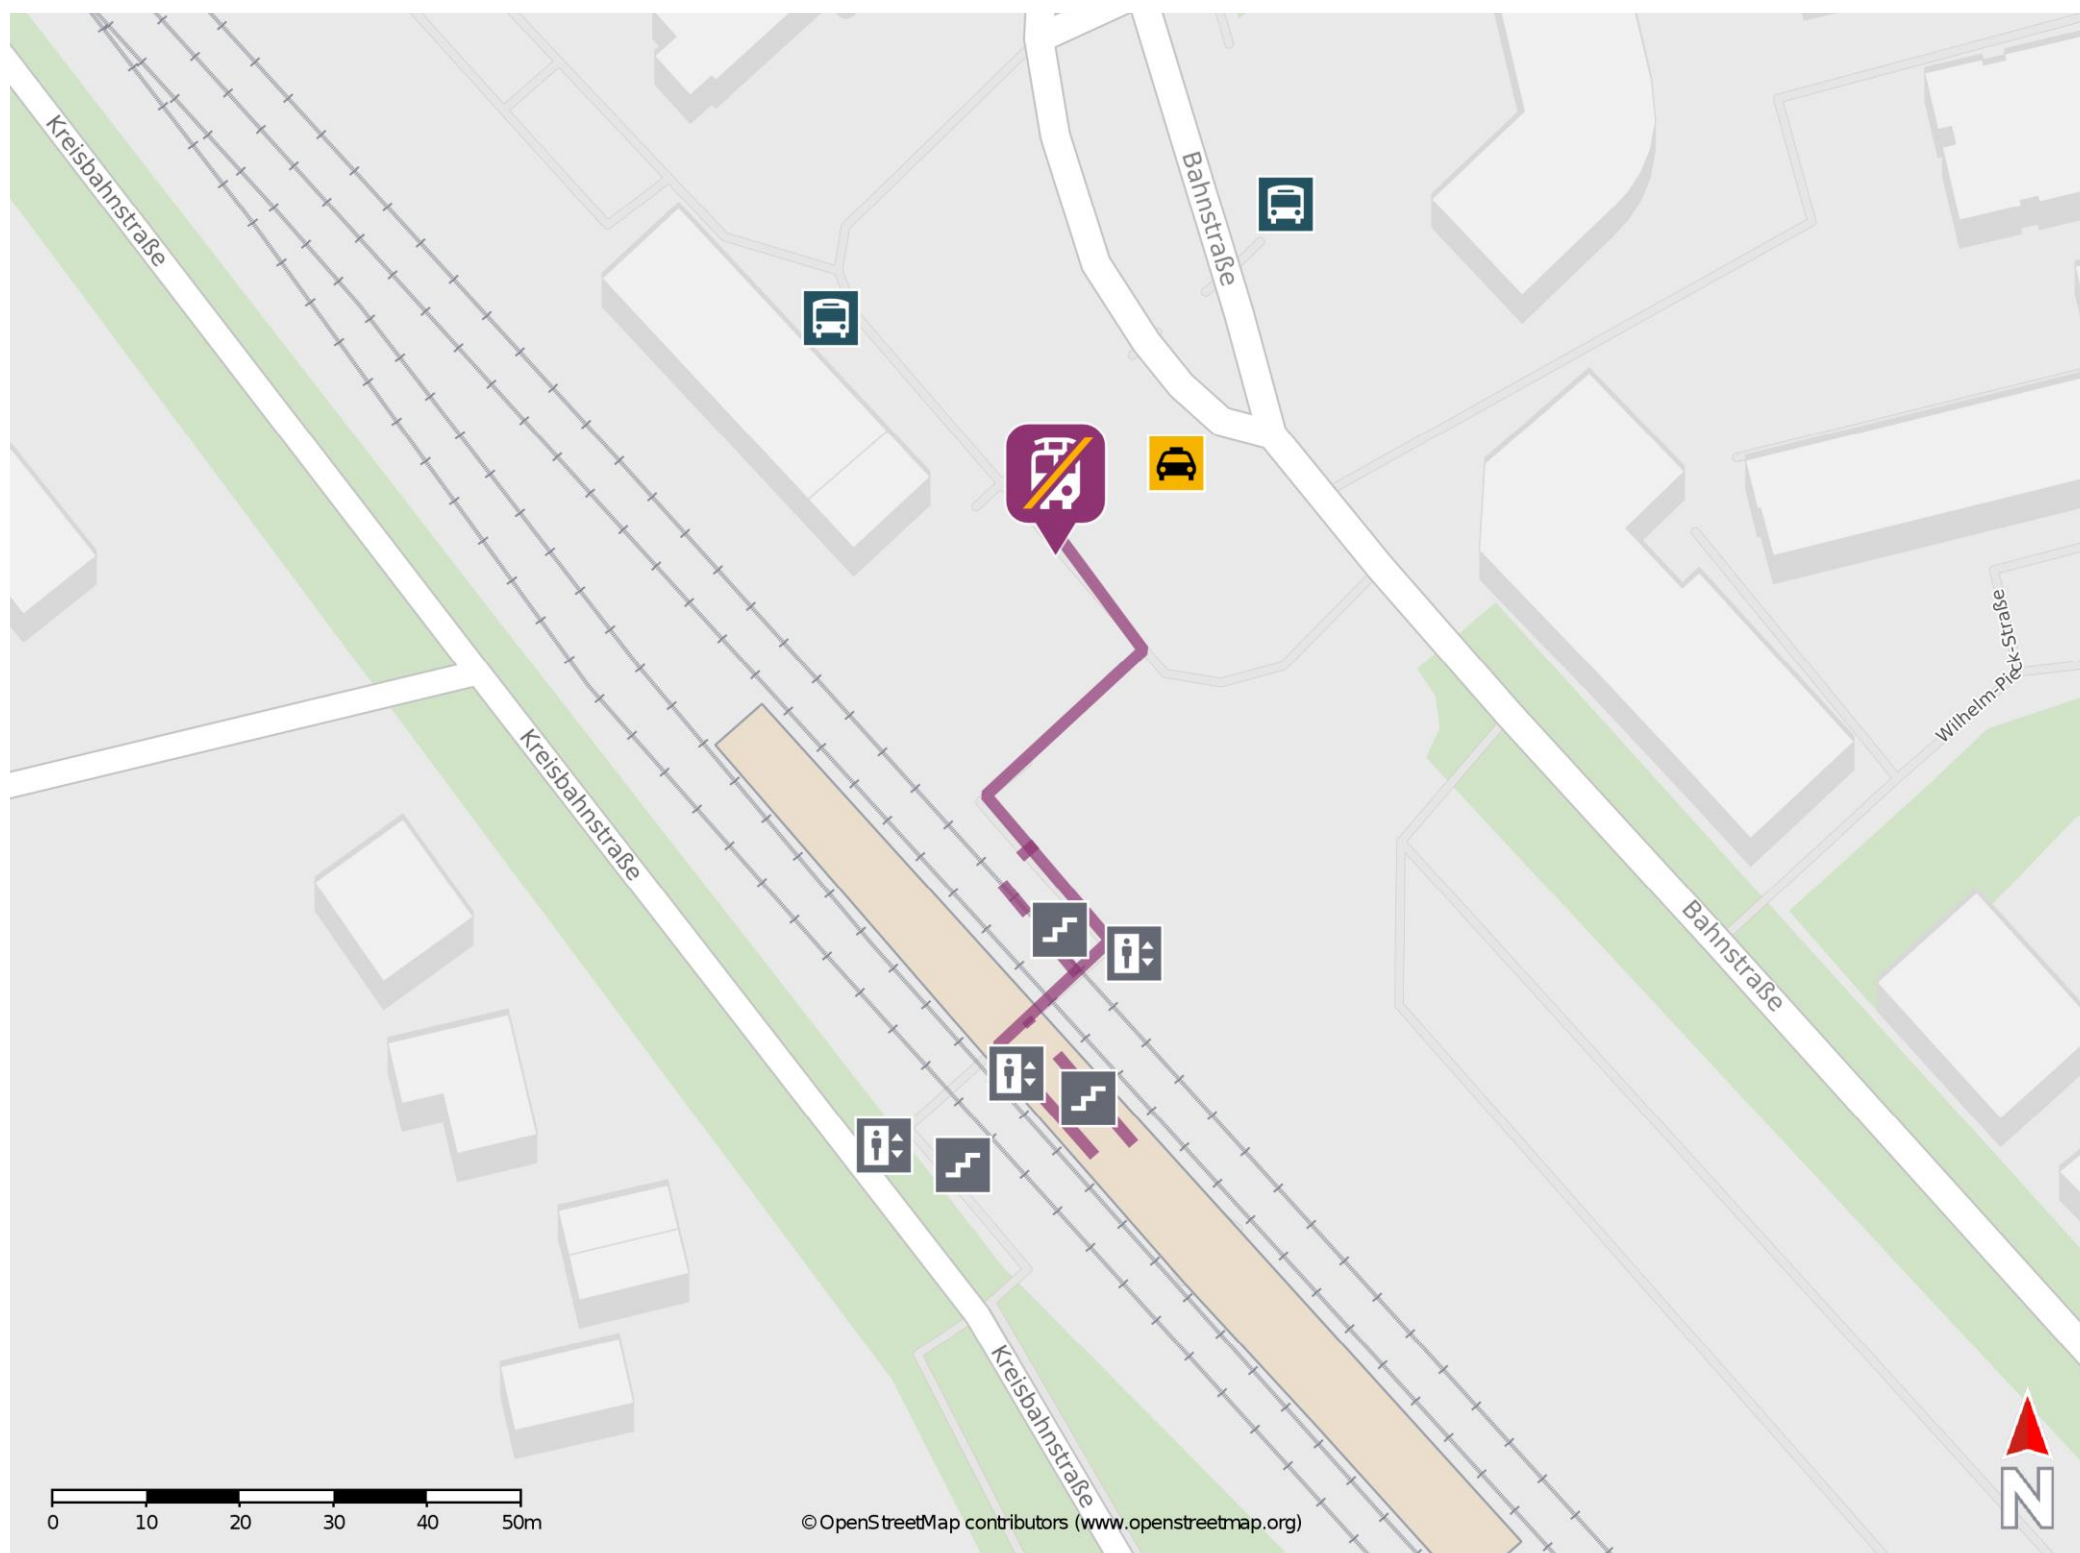 Kreisbahnstraße
Bahnstraße
Wilhelm-Pieck-Straße
Kreisbahnstraße
Bahnstraße
Kreisbahnstraße
0 10 20 30 40 50m
© OpenStreetMap contributors (www.openstreetmap.org)
N